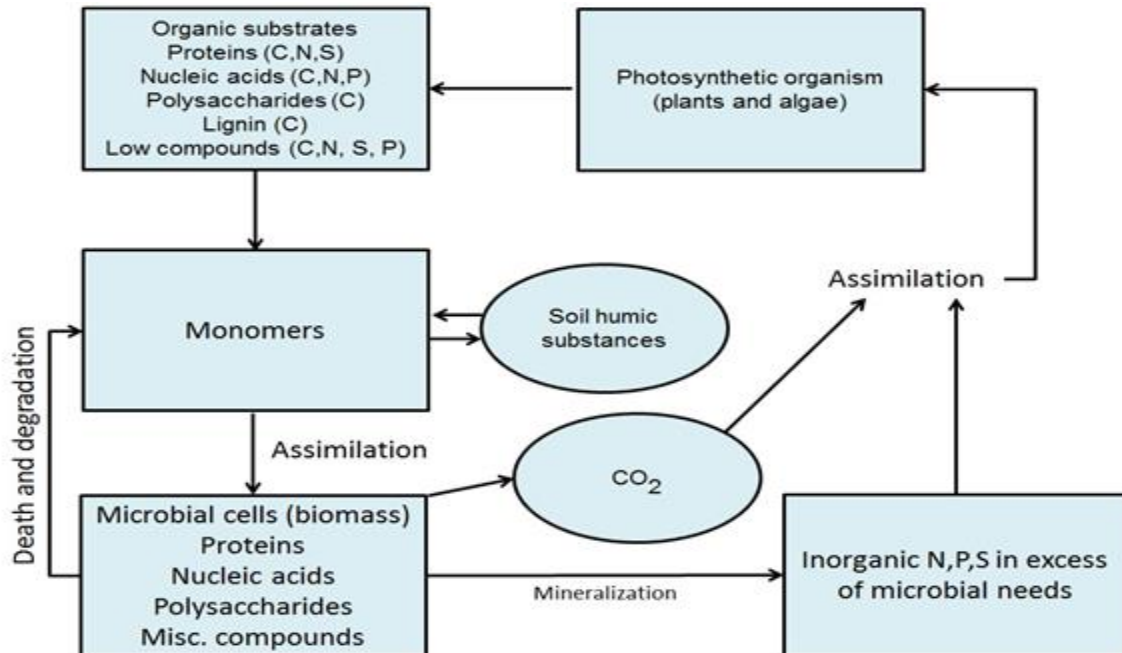 Organic substrates
Proteins (C,N,S)
Nucleic acids (C,N,P)
Polysaccharides (C)
Lignin (C)
Low compounds (C,N, S, P)
Photosynthetic organism
(plants and algae)
Monomers
Soil humic
substances
Assimilation
Death and degradation
Assimilation
CO₂
Microbial cells (biomass)
Proteins
Nucleic acids
Polysaccharides
Misc. compounds
Mineralization
Inorganic N,P,S in excess
of microbial needs